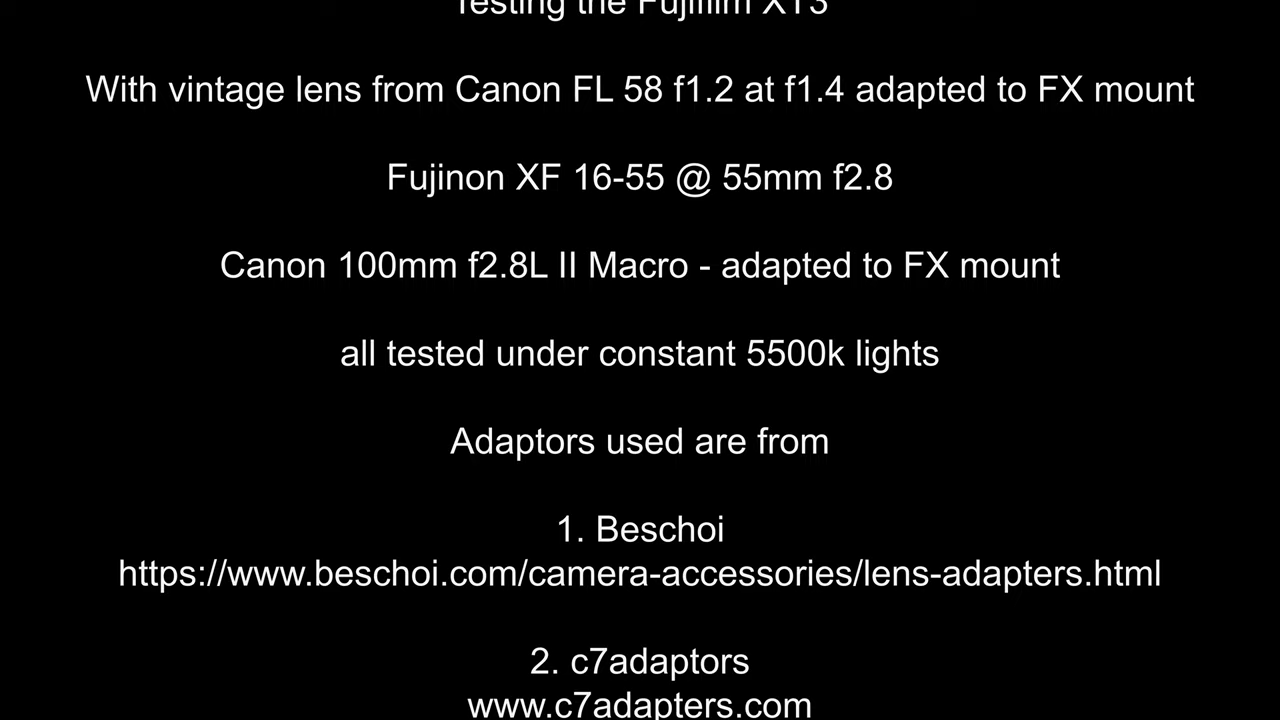 Testing the Fujifilm XT3
With vintage lens from Canon FL 58 f1.2 at f1.4 adapted to FX mount
Fujinon XF 16-55 @ 55mm f2.8
Canon 100mm f2.8L II Macro - adapted to FX mount
all tested under constant 5500k lights
Adaptors used are from
1. Beschoi
https://www.beschoi.com/camera-accessories/lens-adapters.html
2. c7adaptors
www.c7adapters.com